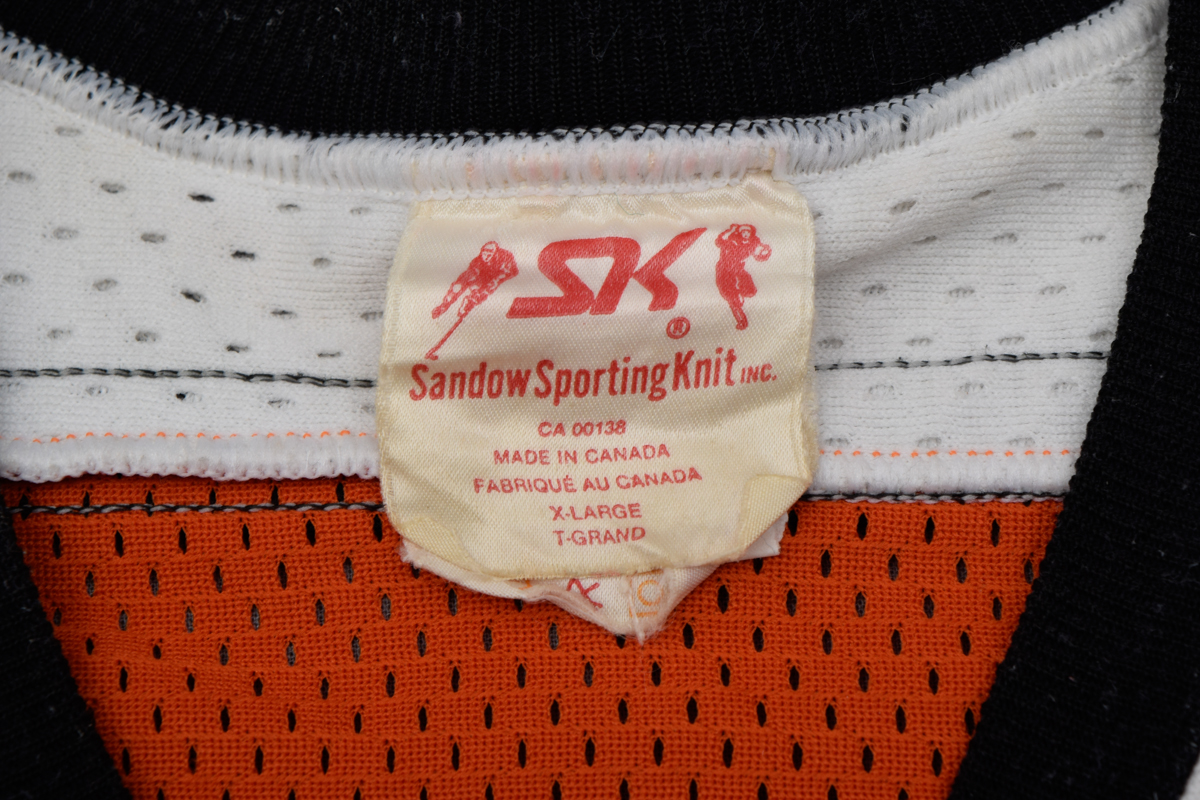 SK®
Sandow Sporting Knit INC.
CA 00138
MADE IN CANADA
FABRIQUÉ AU CANADA
X-LARGE
T-GRAND